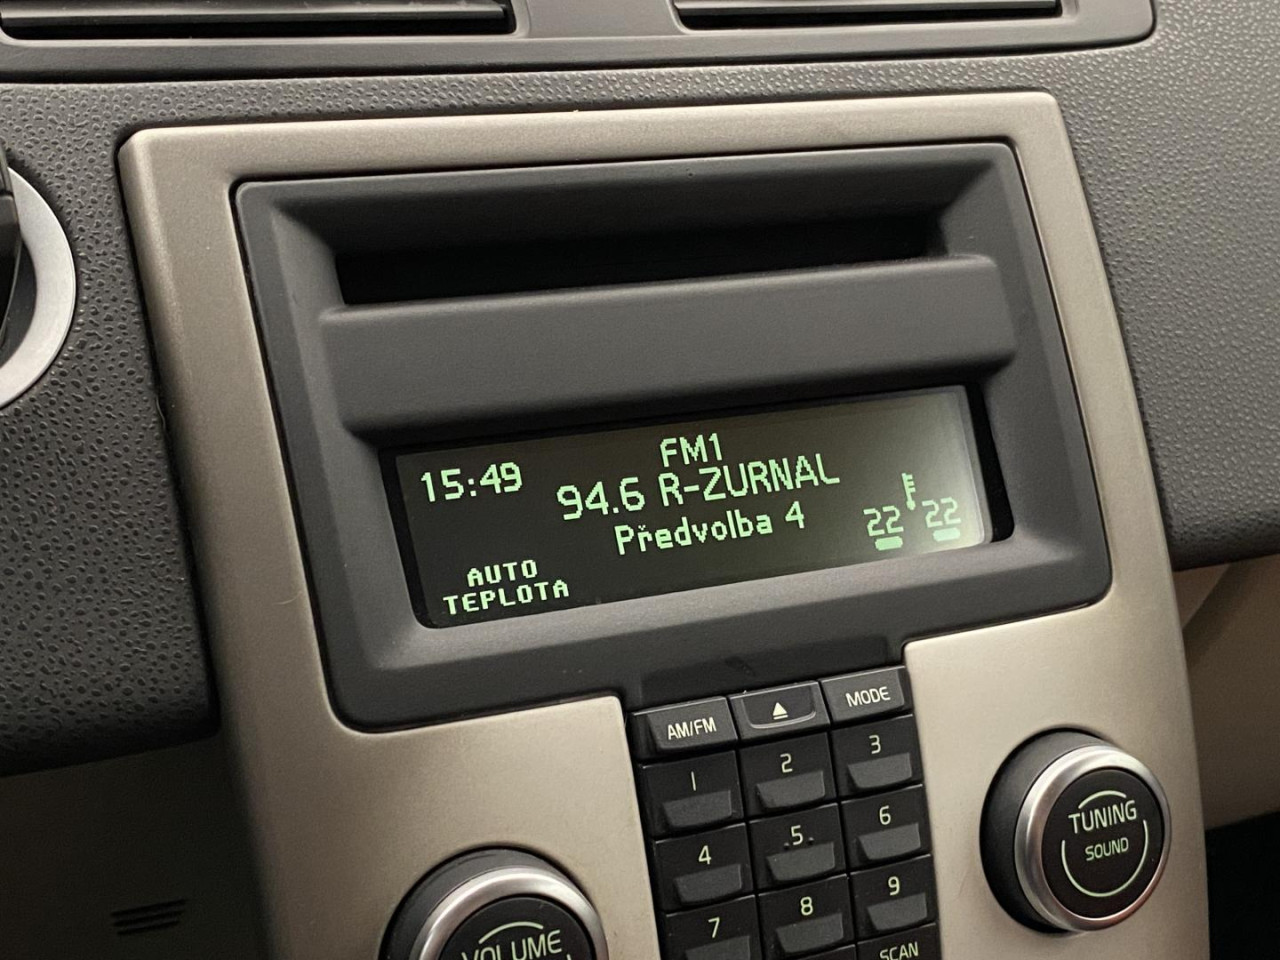 FM1
15:49
94.6 R-ZURNAL
Předvolba 4
22 22
AUTO
TEPLOTA
AM/FM
MODE
1
2
3
4
5
6
7
8
9
SCAN
TUNING
SOUND
VOLUME